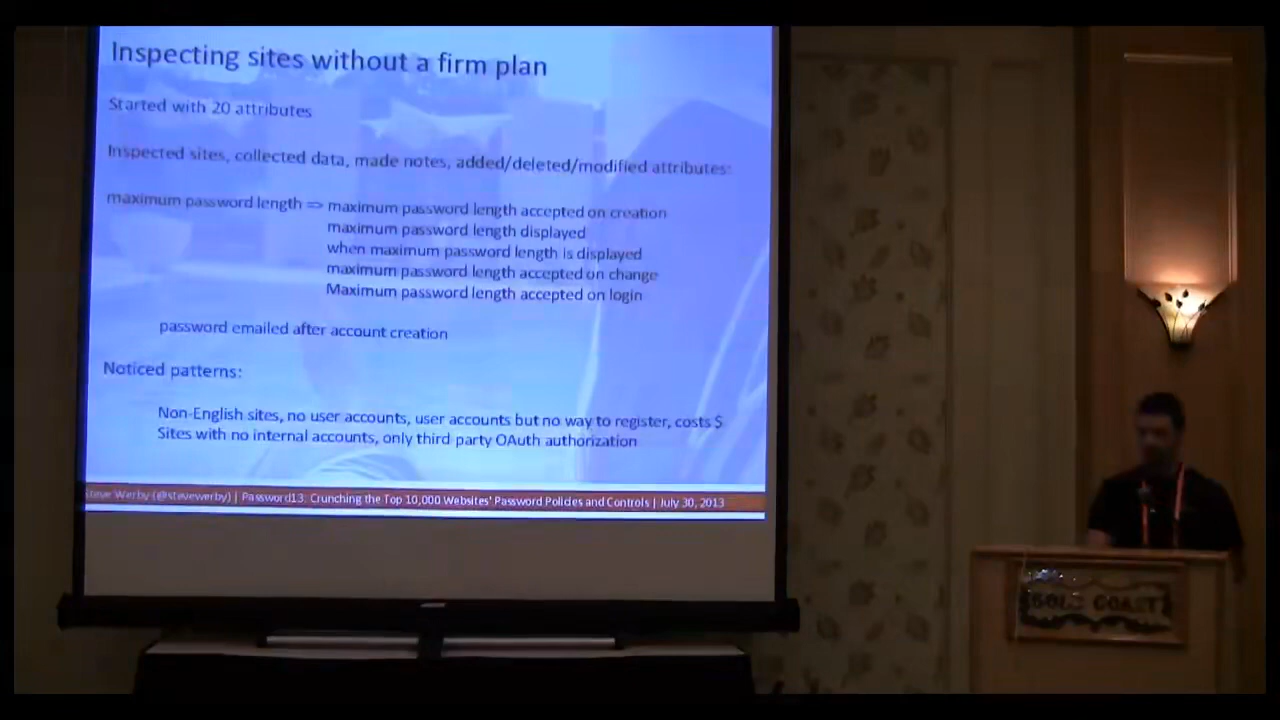 Inspecting sites without a firm plan
Started with 20 attributes
Inspected sites, collected data, made notes, added/deleted/modified attributes:
maximum password length => maximum password length accepted on creation
maximum password length displayed
when maximum password length is displayed
maximum password length accepted on change
Maximum password length accepted on login
password emailed after account creation
Noticed patterns:
Non-English sites, no user accounts, user accounts but no way to register, costs $
Sites with no internal accounts, only third party OAuth authorization
Steve Werby (@stevewerby) | Password13: Crunching the Top 10,000 Websites' Password Policies and Controls | July 30, 2013
GOLD COAST